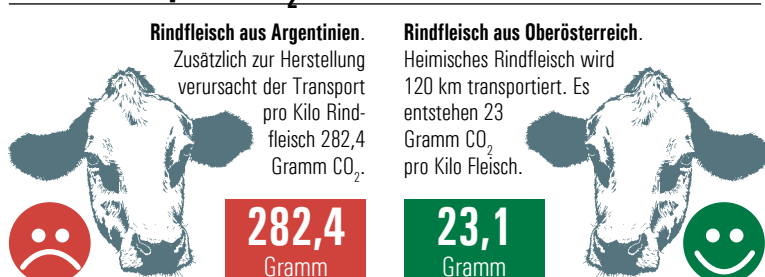 2
Rindfleisch aus Argentinien.
Zusätzlich zur Herstellung
verursacht der Transport
pro Kilo Rind-
fleisch 282,4
Gramm CO₂.
282,4
Gramm
Rindfleisch aus Oberösterreich.
Heimisches Rindfleisch wird
120 km transportiert. Es
entstehen 23
Gramm CO₂
pro Kilo Fleisch.
23,1
Gramm